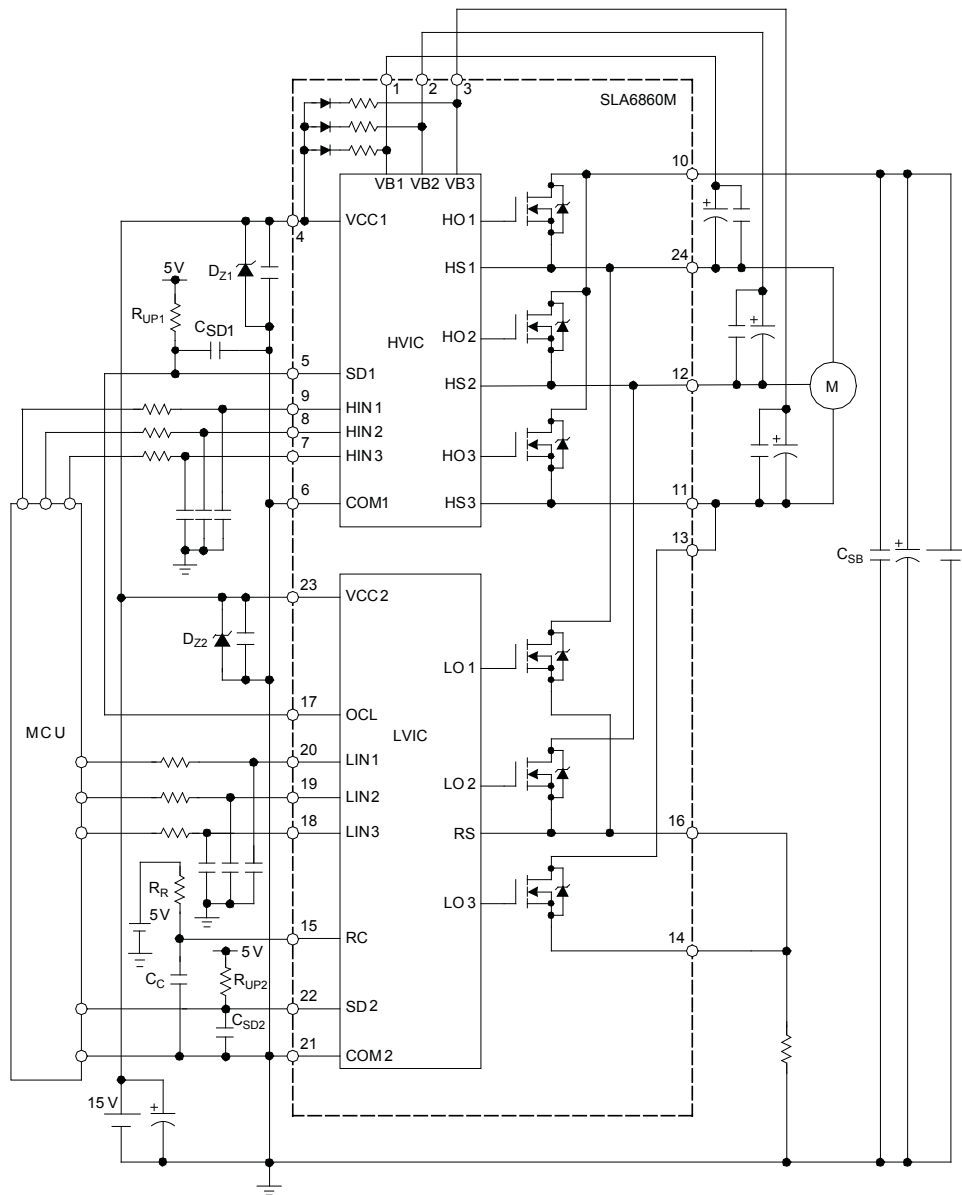 1 2 3
SLA6860M
VB1 VB2 VB3
10
4
VCC1
HO1
5V
DZ1
HS1
24
RUP1
CSD1
HVIC
HO2
5
SD1
HS2
12
M
9
HIN1
8
HIN2
7
HIN3
HO3
6
COM1
HS3
11
13
CSB
23
VCC2
DZ2
LO1
17
OCL
MCU
LVIC
20
LIN1
19
LIN2
LO2
18
LIN3
RS
16
RR
5V
LO3
15
RC
14
5V
CC
RUP2
22
SD2
CSD2
21
COM2
15V